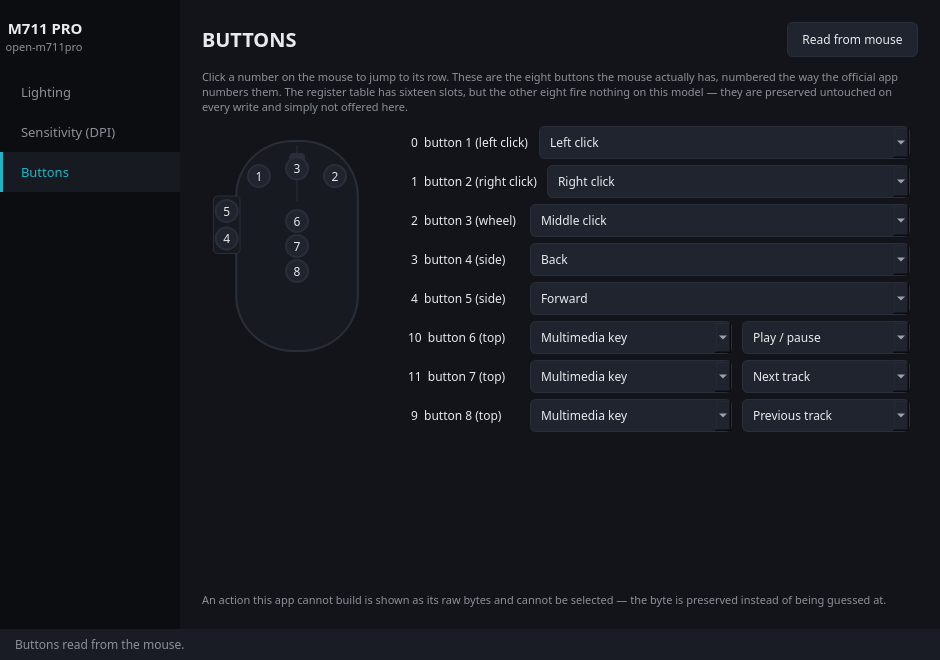 M711 PRO
open-m711pro
Lighting
Sensitivity (DPI)
Buttons
BUTTONS
Read from mouse
Click a number on the mouse to jump to its row. These are the eight buttons the mouse actually has, numbered the way the official app
numbers them. The register table has sixteen slots, but the other eight fire nothing on this model — they are preserved untouched on
every write and simply not offered here.
1 3 2
5
4
6
7
8
0 button 1 (left click) Left click
1 button 2 (right click) Right click
2 button 3 (wheel) Middle click
3 button 4 (side) Back
4 button 5 (side) Forward
10 button 6 (top) Multimedia key Play / pause
11 button 7 (top) Multimedia key Next track
9 button 8 (top) Multimedia key Previous track
An action this app cannot build is shown as its raw bytes and cannot be selected — the byte is preserved instead of being guessed at.
Buttons read from the mouse.